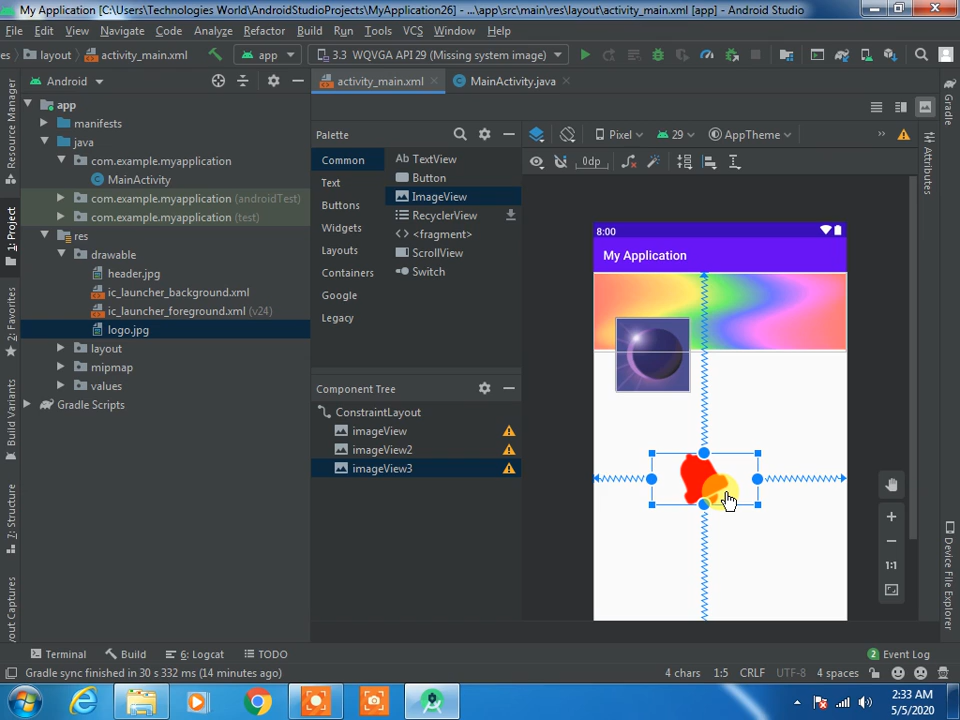 My Application [C:\Users\Technologies World\AndroidStudioProjects\MyApplication26] - ...\app\src\main\res\layout\activity_main.xml [app] - Android Studio
File Edit View Navigate Code Analyze Refactor Build Run Tools VCS Window Help
layout activity_main.xml app 3.3 WQVGA API 29 (Missing system image)
Android activity_main.xml MainActivity.java
Resource Manager
1: Project
2: Favorites
Build Variants
7: Structure
app
manifests
java
com.example.myapplication
MainActivity
com.example.myapplication (androidTest)
com.example.myapplication (test)
res
drawable
header.jpg
ic_launcher_background.xml
ic_launcher_foreground.xml (v24)
logo.jpg
layout
mipmap
values
Gradle Scripts
Palette
Common
Text
Buttons
Widgets
Layouts
Containers
Google
Legacy
Ab TextView
Button
ImageView
RecyclerView
<fragment>
ScrollView
Switch
Component Tree
ConstraintLayout
imageView
imageView2
imageView3
Pixel 29 AppTheme
0dp
8:00
My Application
1:1
Gradle
Attributes
Device File Explorer
Terminal Build 6: Logcat TODO 2 Event Log
Gradle sync finished in 30 s 332 ms (14 minutes ago) 4 chars 1:5 CRLF UTF-8 4 spaces
2:33 AM
5/5/2020